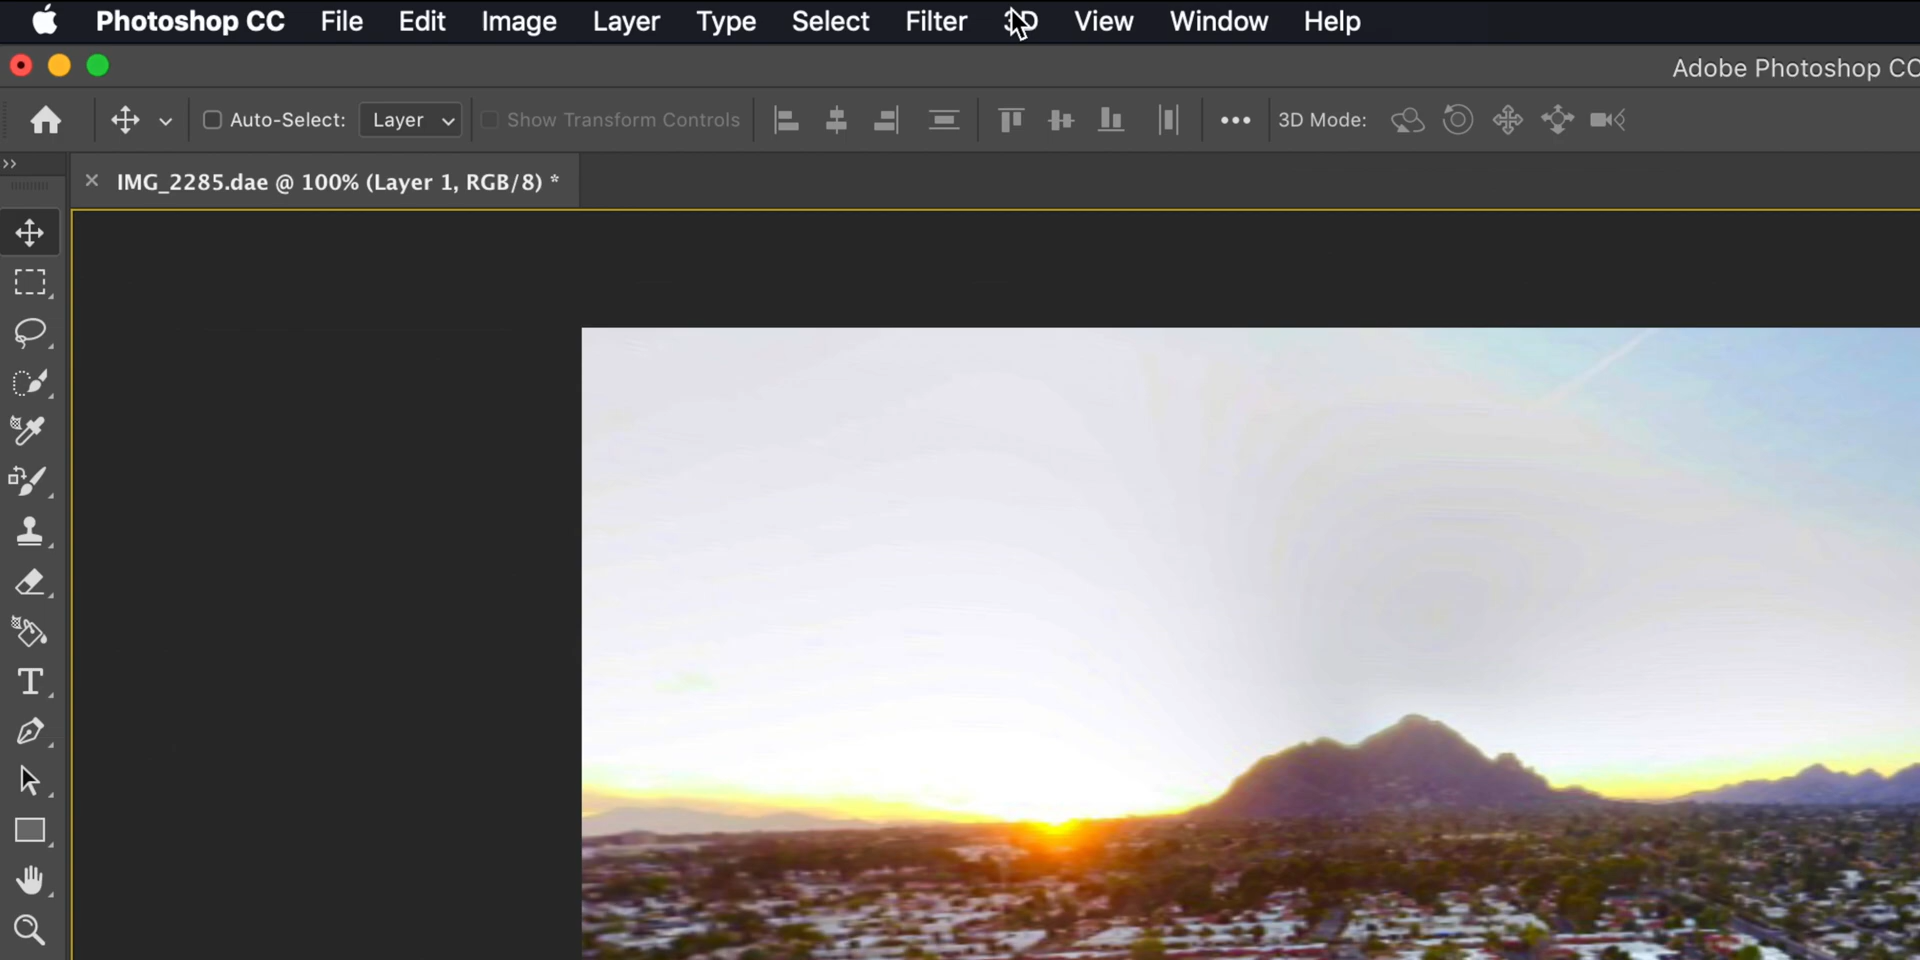 Photoshop CC File Edit Image Layer Type Select Filter 3D View Window Help
Adobe Photoshop CC
Auto-Select: Layer Show Transform Controls 3D Mode:
IMG_2285.dae @ 100% (Layer 1, RGB/8) *